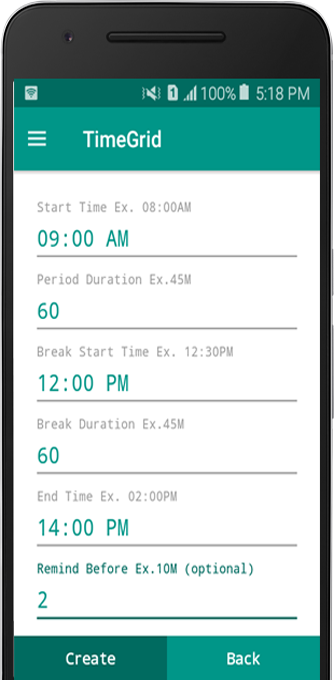 1 100% 5:18 PM
TimeGrid
Start Time Ex. 08:00AM
09:00 AM
Period Duration Ex.45M
60
Break Start Time Ex. 12:30PM
12:00 PM
Break Duration Ex.45M
60
End Time Ex. 02:00PM
14:00 PM
Remind Before Ex.10M (optional)
2
Create Back